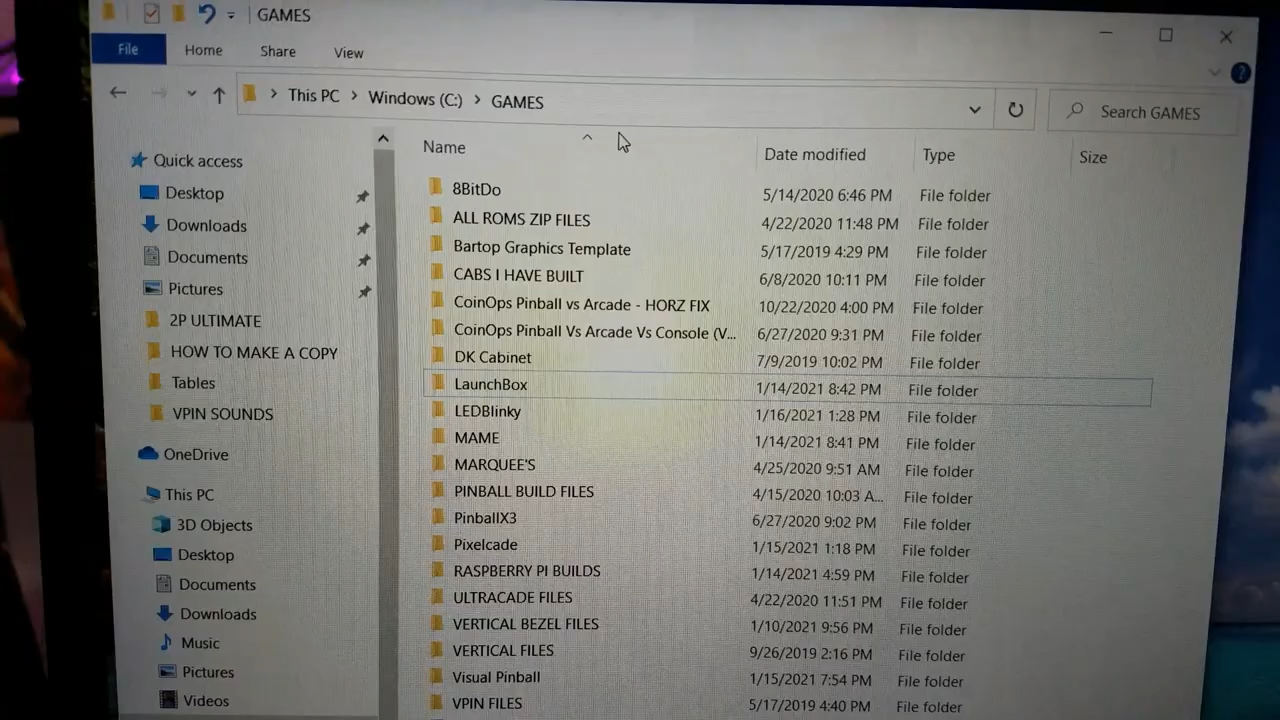 GAMES
File Home Share View
This PC > Windows (C:) > GAMES
Search GAMES
Name Date modified Type Size
Quick access
Desktop
Downloads
Documents
Pictures
2P ULTIMATE
HOW TO MAKE A COPY
Tables
VPIN SOUNDS
OneDrive
This PC
3D Objects
Desktop
Documents
Downloads
Music
Pictures
Videos
8BitDo 5/14/2020 6:46 PM File folder
ALL ROMS ZIP FILES 4/22/2020 11:48 PM File folder
Bartop Graphics Template 5/17/2019 4:29 PM File folder
CABS I HAVE BUILT 6/8/2020 10:11 PM File folder
CoinOps Pinball vs Arcade - HORZ FIX 10/22/2020 4:00 PM File folder
CoinOps Pinball Vs Arcade Vs Console (V... 6/27/2020 9:31 PM File folder
DK Cabinet 7/9/2019 10:02 PM File folder
LaunchBox 1/14/2021 8:42 PM File folder
LEDBlinky 1/16/2021 1:28 PM File folder
MAME 1/14/2021 8:41 PM File folder
MARQUEE'S 4/25/2020 9:51 AM File folder
PINBALL BUILD FILES 4/15/2020 10:03 A... File folder
PinballX3 6/27/2020 9:02 PM File folder
Pixelcade 1/15/2021 1:18 PM File folder
RASPBERRY PI BUILDS 1/14/2021 4:59 PM File folder
ULTRACADE FILES 4/22/2020 11:51 PM File folder
VERTICAL BEZEL FILES 1/10/2021 9:56 PM File folder
VERTICAL FILES 9/26/2019 2:16 PM File folder
Visual Pinball 1/15/2021 7:54 PM File folder
VPIN FILES 5/17/2019 4:40 PM File folder